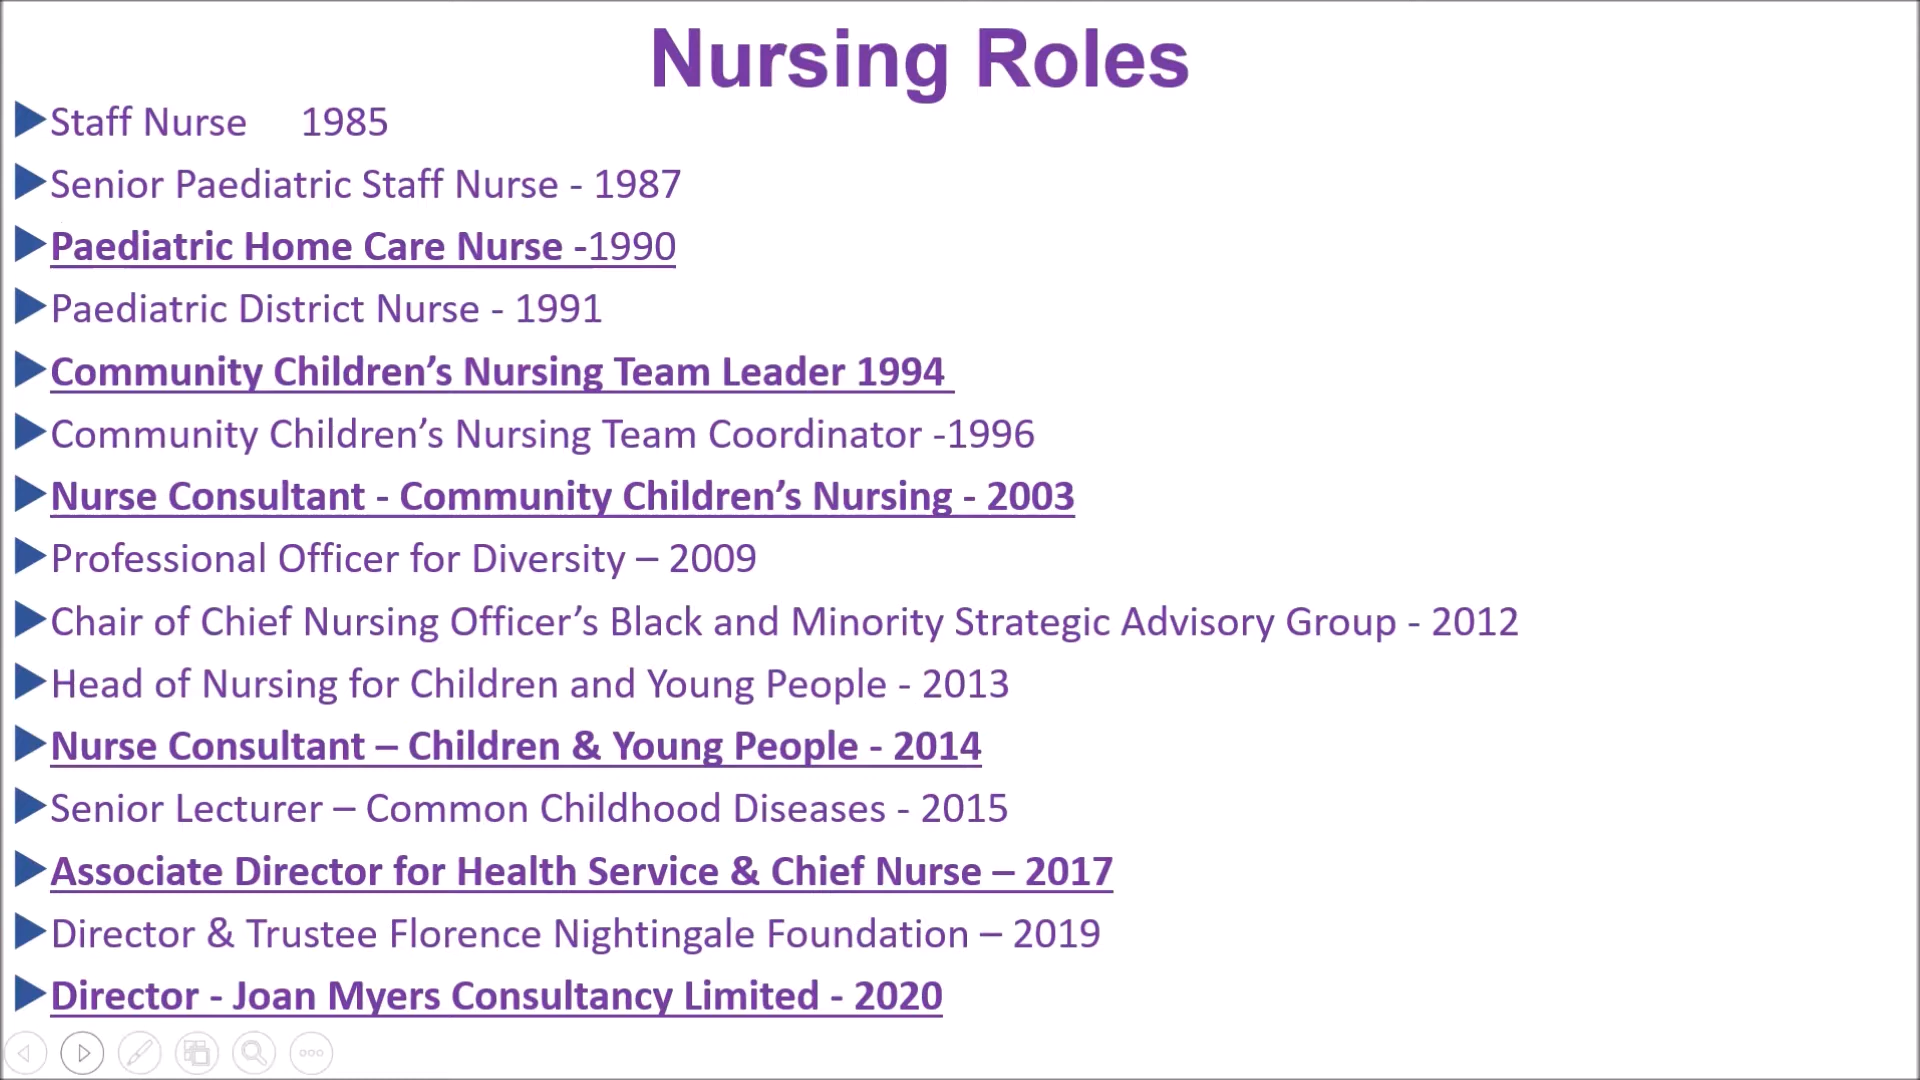 Nursing Roles
Staff Nurse 1985
Senior Paediatric Staff Nurse - 1987
Paediatric Home Care Nurse -1990
Paediatric District Nurse - 1991
Community Children’s Nursing Team Leader 1994
Community Children’s Nursing Team Coordinator -1996
Nurse Consultant - Community Children’s Nursing - 2003
Professional Officer for Diversity – 2009
Chair of Chief Nursing Officer’s Black and Minority Strategic Advisory Group - 2012
Head of Nursing for Children and Young People - 2013
Nurse Consultant – Children & Young People - 2014
Senior Lecturer – Common Childhood Diseases - 2015
Associate Director for Health Service & Chief Nurse – 2017
Director & Trustee Florence Nightingale Foundation – 2019
Director - Joan Myers Consultancy Limited - 2020